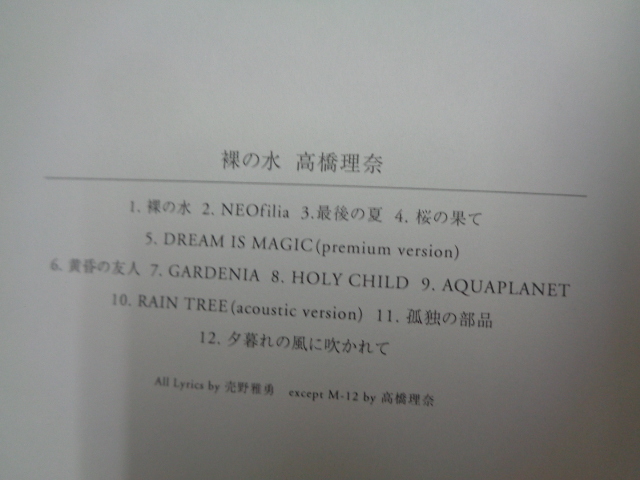 裸の水 高橋理奈
1. 裸の水 2. NEOfilia 3.最後の夏 4. 桜の果て
5. DREAM IS MAGIC(premium version)
6. 黄昏の友人 7. GARDENIA 8. HOLY CHILD 9. AQUAPLANET
10. RAIN TREE(acoustic version) 11. 孤独の部品
12. 夕暮れの風に吹かれて
All Lyrics by 売野雅勇 except M-12 by 高橋理奈